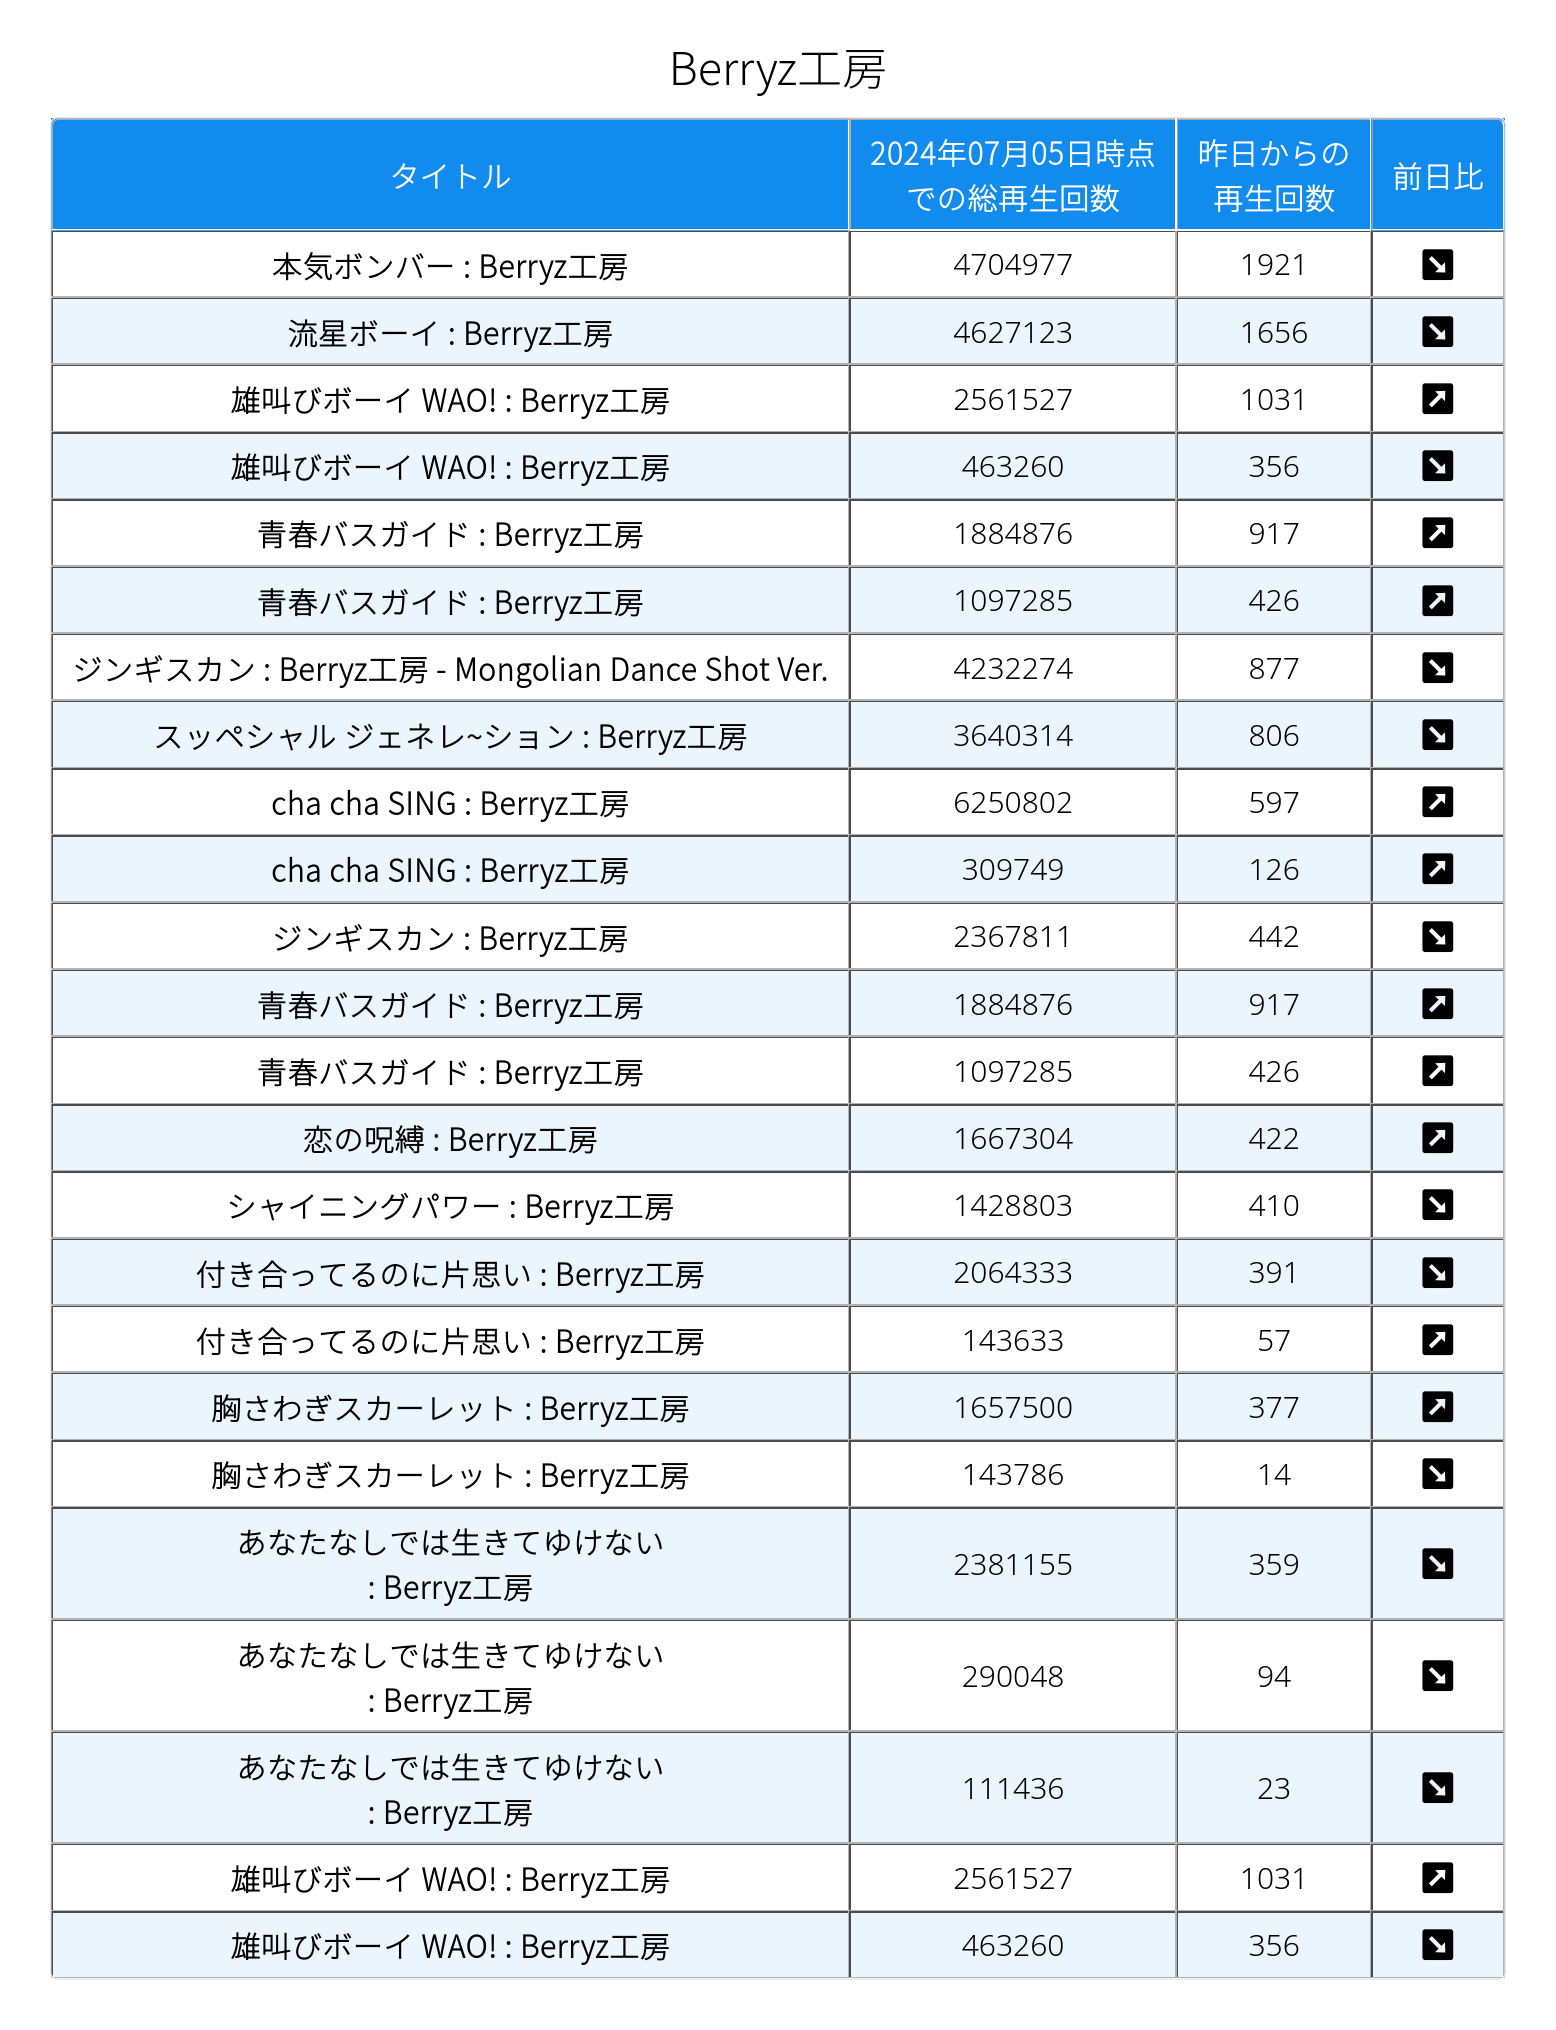 Berryz工房
タイトル 2024年07月05日時点 昨日からの 前日比
での総再生回数 再生回数
本気ボンバー : Berryz工房 4704977 1921 ↘
流星ボーイ : Berryz工房 4627123 1656 ↘
雄叫びボーイ WAO! : Berryz工房 2561527 1031 ↗
雄叫びボーイ WAO! : Berryz工房 463260 356 ↘
青春バスガイド : Berryz工房 1884876 917 ↗
青春バスガイド : Berryz工房 1097285 426 ↗
ジンギスカン : Berryz工房 - Mongolian Dance Shot Ver. 4232274 877 ↘
スッペシャル ジェネレ~ション : Berryz工房 3640314 806 ↘
cha cha SING : Berryz工房 6250802 597 ↗
cha cha SING : Berryz工房 309749 126 ↗
ジンギスカン : Berryz工房 2367811 442 ↘
青春バスガイド : Berryz工房 1884876 917 ↗
青春バスガイド : Berryz工房 1097285 426 ↗
恋の呪縛 : Berryz工房 1667304 422 ↗
シャイニングパワー : Berryz工房 1428803 410 ↘
付き合ってるのに片思い : Berryz工房 2064333 391 ↘
付き合ってるのに片思い : Berryz工房 143633 57 ↗
胸さわぎスカーレット : Berryz工房 1657500 377 ↗
胸さわぎスカーレット : Berryz工房 143786 14 ↘
あなたなしでは生きてゆけない
: Berryz工房 2381155 359 ↘
あなたなしでは生きてゆけない
: Berryz工房 290048 94 ↘
あなたなしでは生きてゆけない
: Berryz工房 111436 23 ↘
雄叫びボーイ WAO! : Berryz工房 2561527 1031 ↗
雄叫びボーイ WAO! : Berryz工房 463260 356 ↘